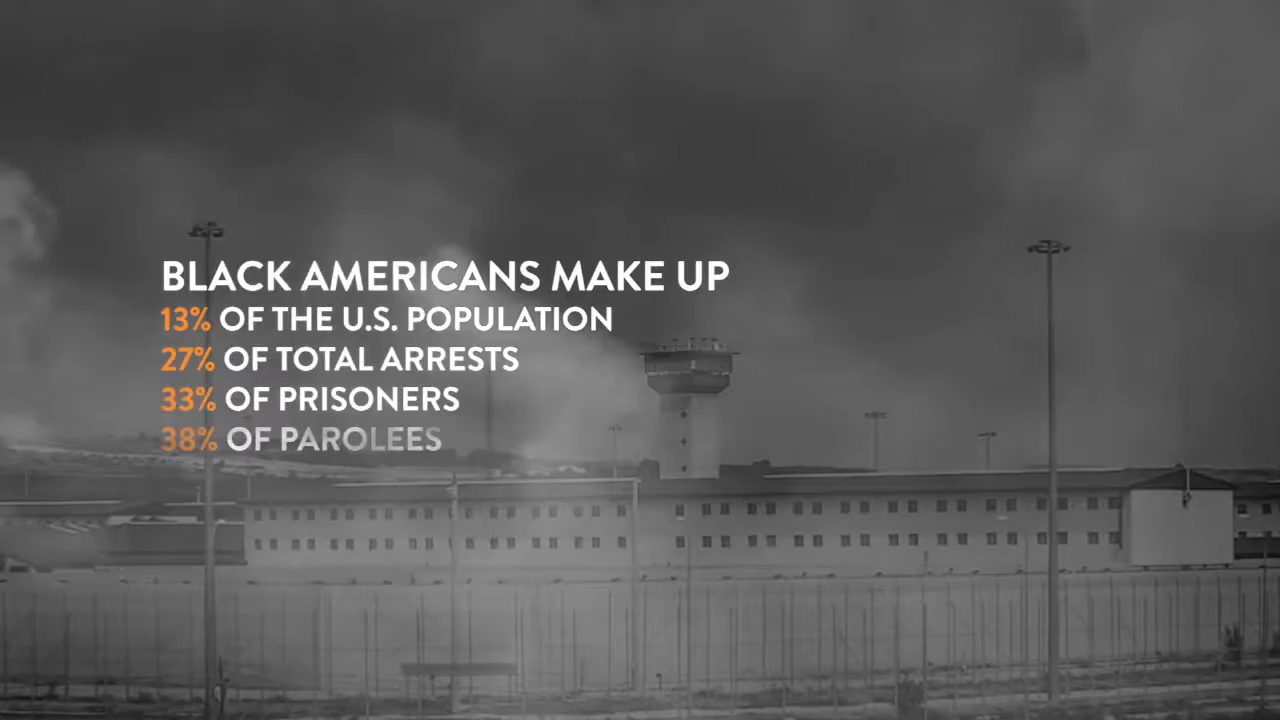 BLACK AMERICANS MAKE UP
13% OF THE U.S. POPULATION
27% OF TOTAL ARRESTS
33% OF PRISONERS
38% OF PAROLEES